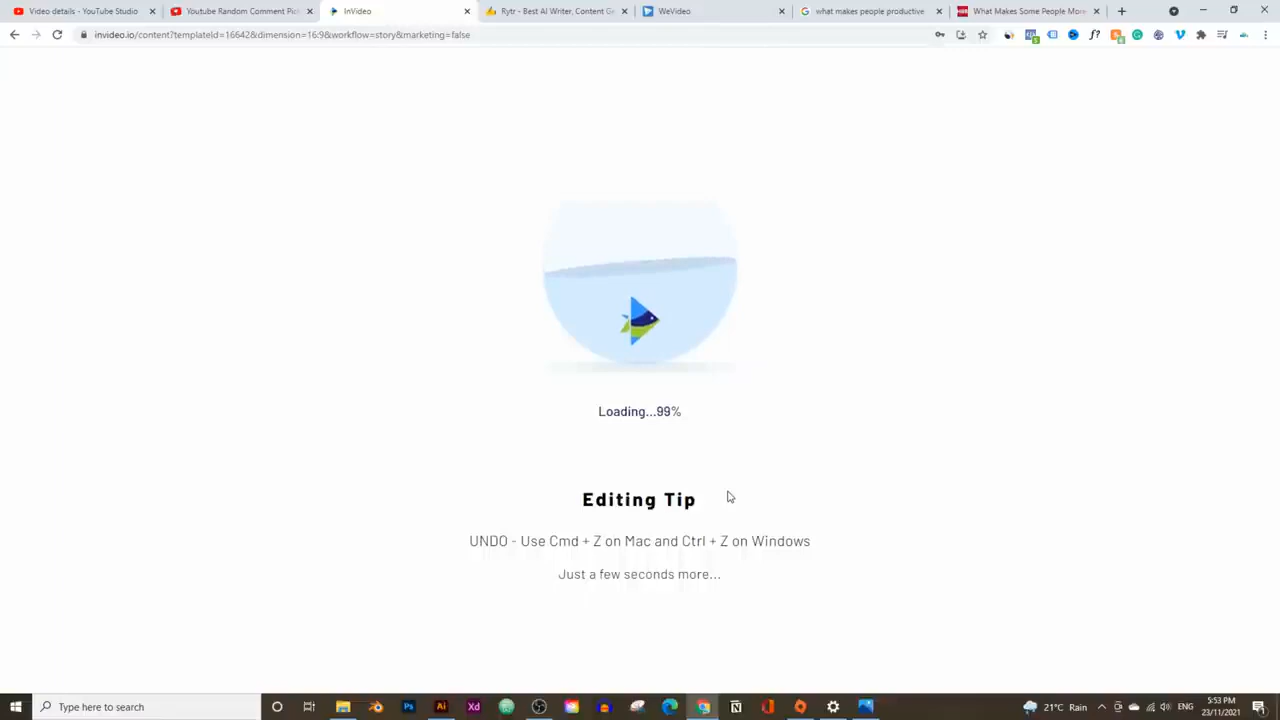 Video details - YouTube Studio
Youtube Random Comment Pic
InVideo
Rytr - Best AI Writer, Content Ge
WeVideo
what makes people productive
What Makes Some People More
invideo.io/content?templateId=16642&dimension=16:9&workflow=story&marketing=false
Loading...99%
Editing Tip
UNDO - Use Cmd + Z on Mac and Ctrl + Z on Windows
Just a few seconds more...
Type here to search
21°C Rain
5:53 PM
23/11/2021